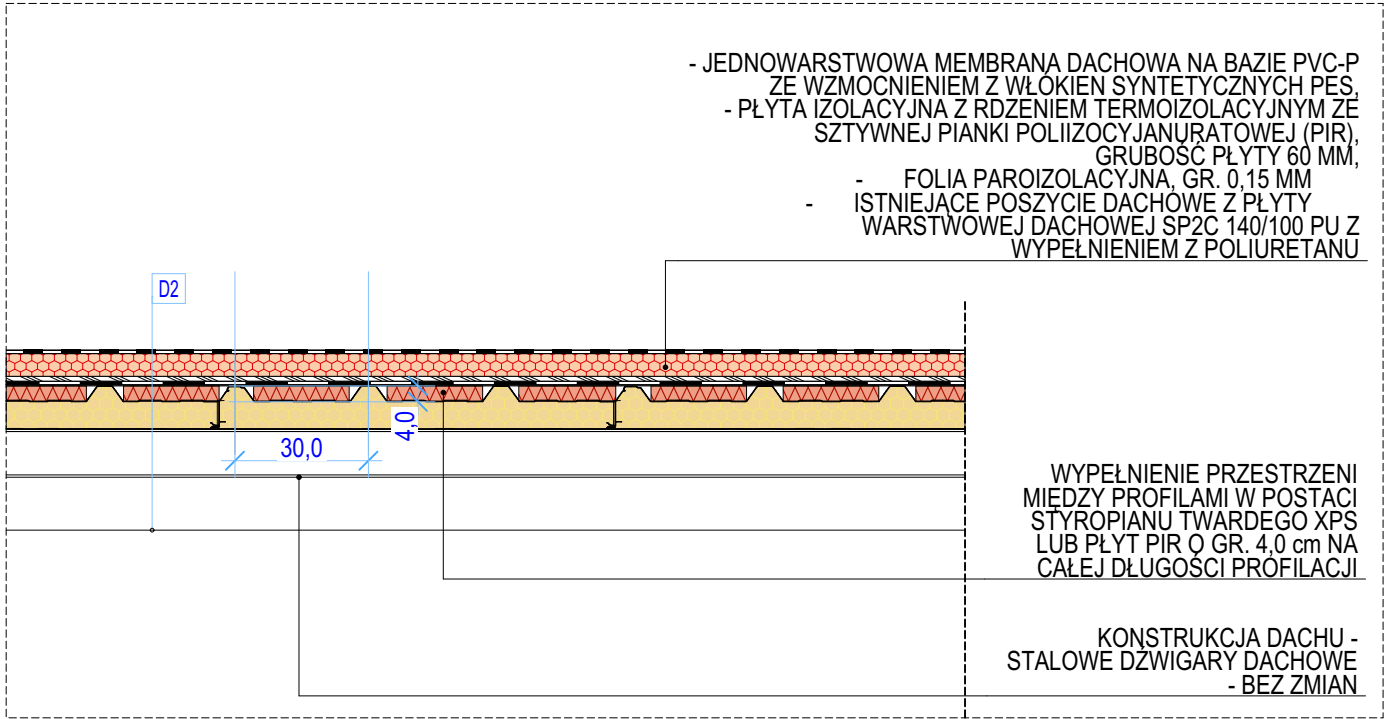 - JEDNOWARSTWOWA MEMBRANA DACHOWA NA BAZIE PVC-P
ZE WZMOCNIENIEM Z WŁÓKIEN SYNTETYCZNYCH PES,
- PŁYTA IZOLACYJNA Z RDZENIEM TERMOIZOLACYJNYM ZE
SZTYWNEJ PIANKI POLIIZOCYJANURATOWEJ (PIR),
GRUBOŚĆ PŁYTY 60 MM,
- FOLIA PAROIZOLACYJNA, GR. 0,15 MM
- ISTNIEJĄCE POSZYCIE DACHOWE Z PŁYTY
WARSTWOWEJ DACHOWEJ SP2C 140/100 PU Z
WYPEŁNIENIEM Z POLIURETANU
D2
4,0
30,0
WYPEŁNIENIE PRZESTRZENI
MIĘDZY PROFILAMI W POSTACI
STYROPIANU TWARDEGO XPS
LUB PŁYT PIR O GR. 4,0 cm NA
CAŁEJ DŁUGOŚCI PROFILACJI
KONSTRUKCJA DACHU -
STALOWE DŹWIGARY DACHOWE
- BEZ ZMIAN